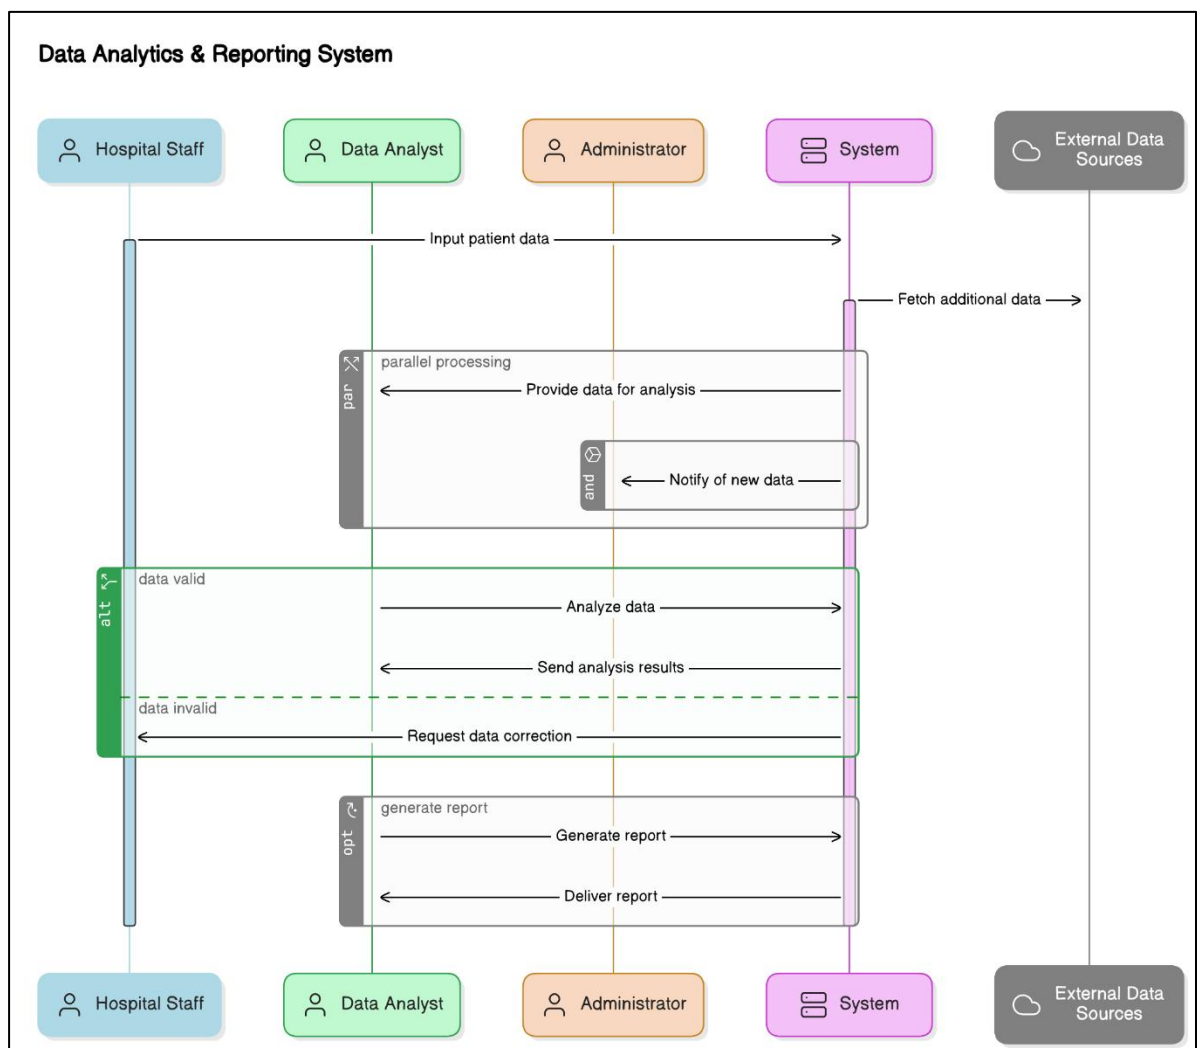 Data Analytics & Reporting System
Hospital Staff
Data Analyst
Administrator
System
External Data
Sources
Input patient data
Fetch additional data
par
parallel processing
Provide data for analysis
and
Notify of new data
alt
data valid
Analyze data
Send analysis results
data invalid
Request data correction
opt
generate report
Generate report
Deliver report
Hospital Staff
Data Analyst
Administrator
System
External Data
Sources